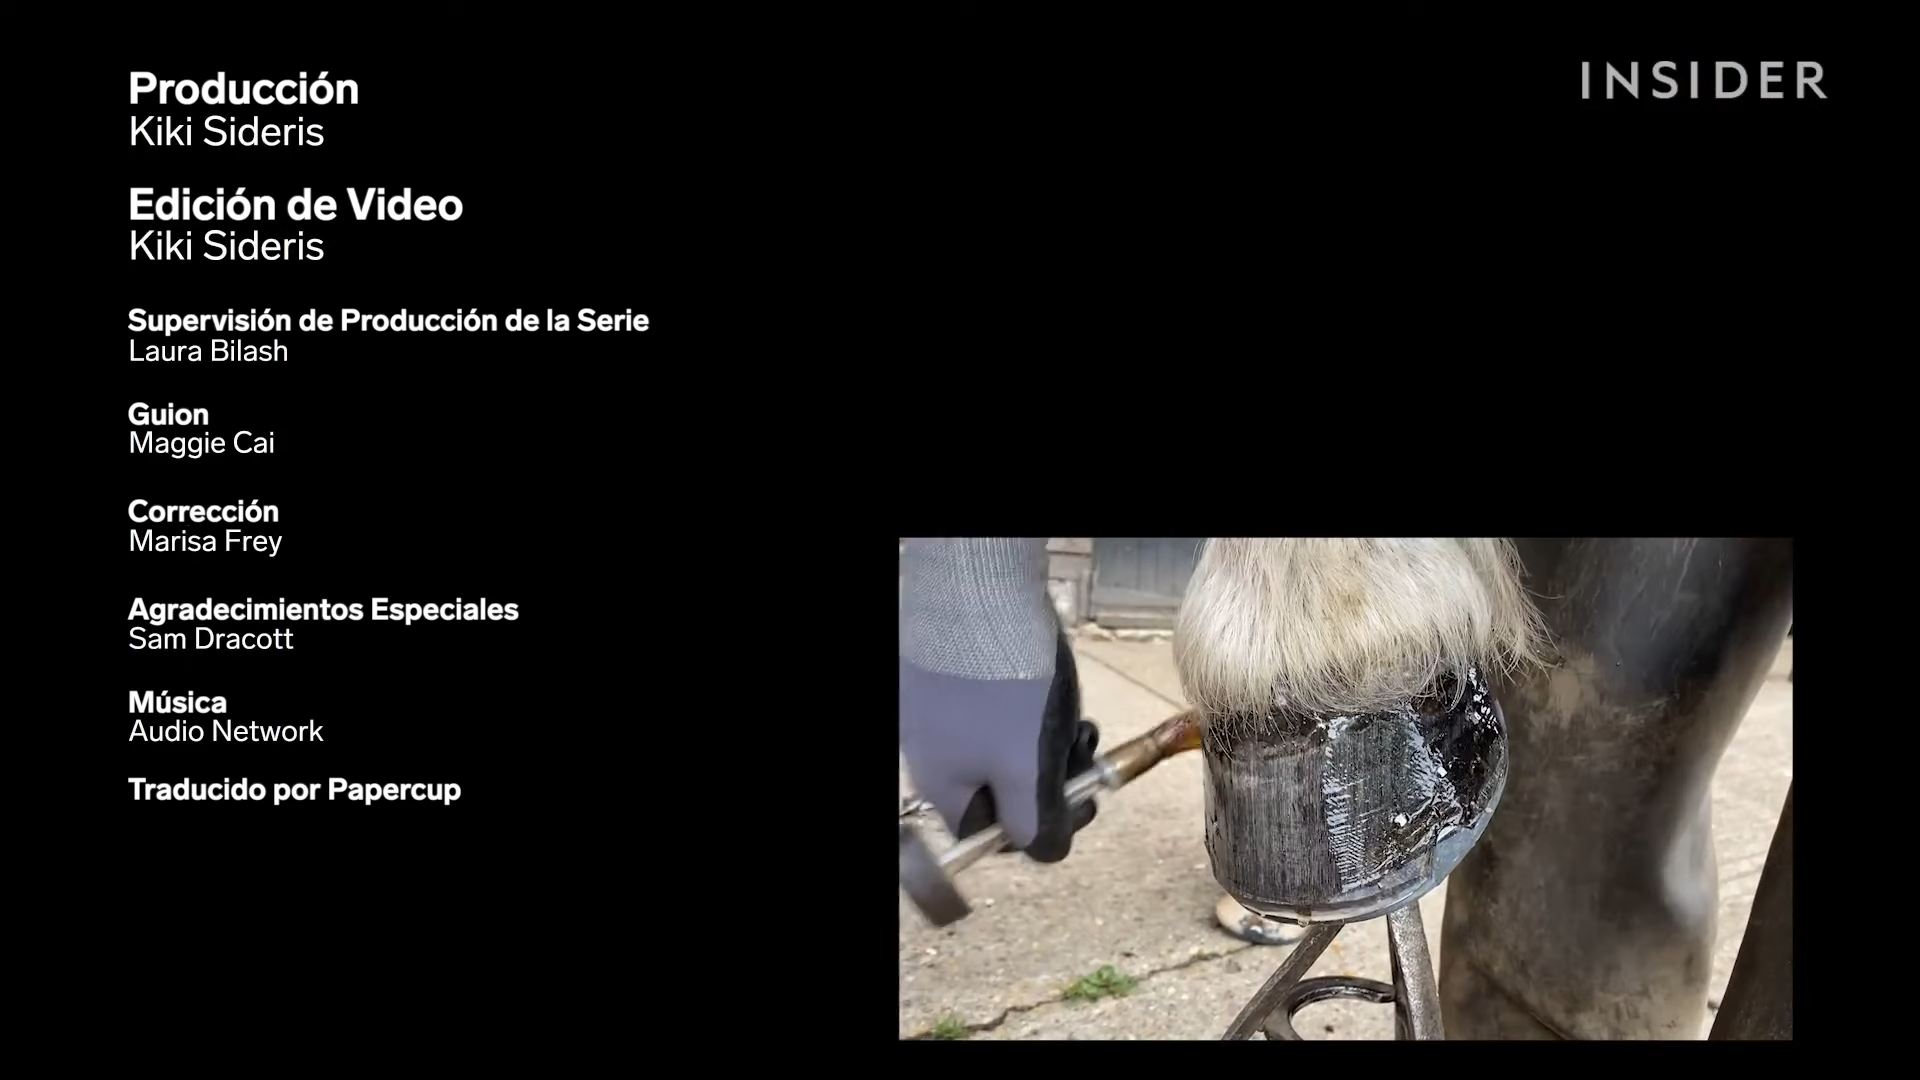 Producción
Kiki Sideris
Edición de Video
Kiki Sideris
Supervisión de Producción de la Serie
Laura Bilash
Guion
Maggie Cai
Corrección
Marisa Frey
Agradecimientos Especiales
Sam Dracott
Música
Audio Network
Traducido por Papercup
INSIDER